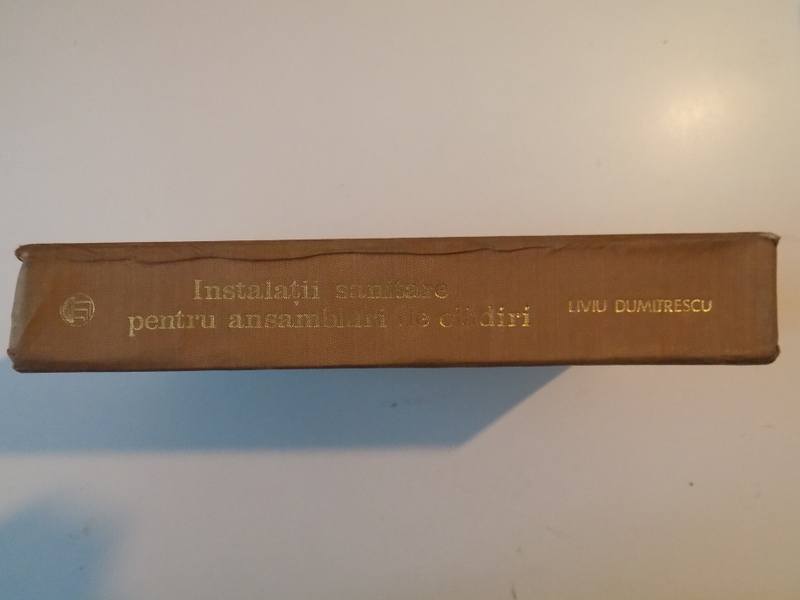 Instalații sanitare
pentru ansambluri de clădiri
LIVIU DUMITRESCU